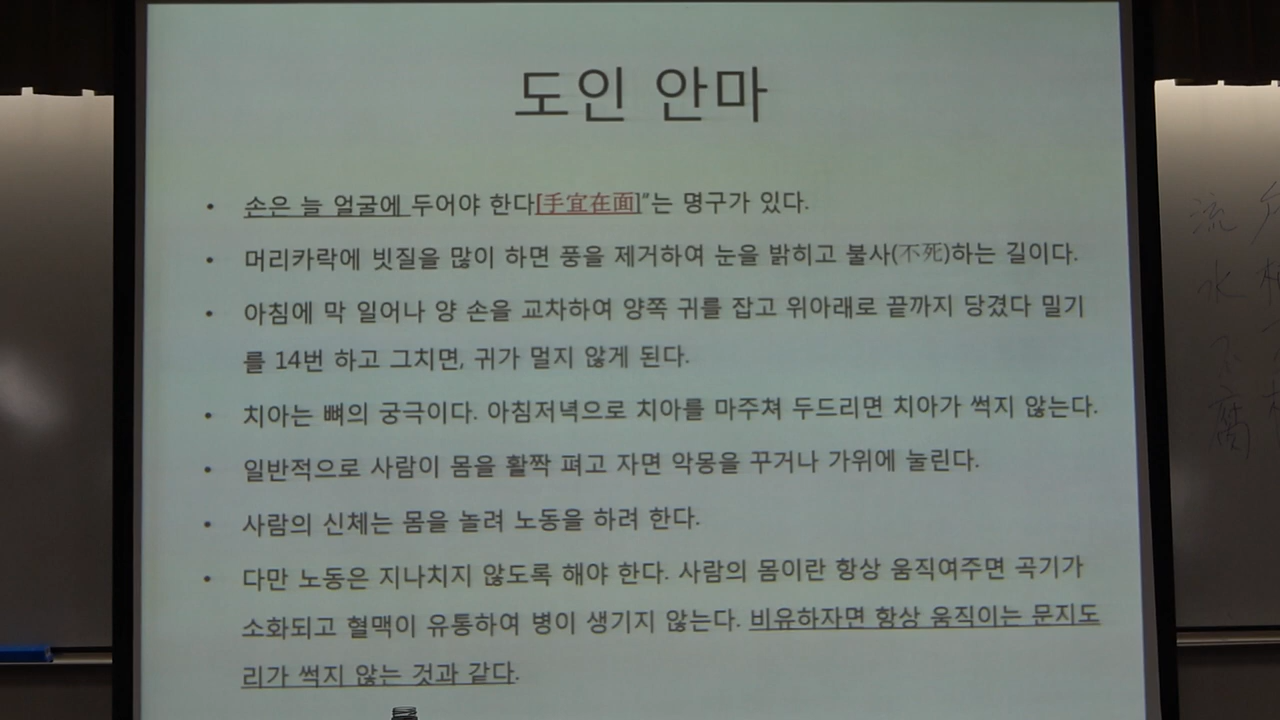 도인 안마
• 손은 늘 얼굴에 두어야 한다[手宜在面]”는 명구가 있다.
• 머리카락에 빗질을 많이 하면 풍을 제거하여 눈을 밝히고 불사(不死)하는 길이다.
• 아침에 막 일어나 양 손을 교차하여 양쪽 귀를 잡고 위아래로 끝까지 당겼다 밀기
를 14번 하고 그치면, 귀가 멀지 않게 된다.
• 치아는 뼈의 궁극이다. 아침저녁으로 치아를 마주쳐 두드리면 치아가 썩지 않는다.
• 일반적으로 사람이 몸을 활짝 펴고 자면 악몽을 꾸거나 가위에 눌린다.
• 사람의 신체는 몸을 놀려 노동을 하려 한다.
• 다만 노동은 지나치지 않도록 해야 한다. 사람의 몸이란 항상 움직여주면 곡기가
소화되고 혈맥이 유통하여 병이 생기지 않는다. 비유하자면 항상 움직이는 문지도
리가 썩지 않는 것과 같다.
流水不腐